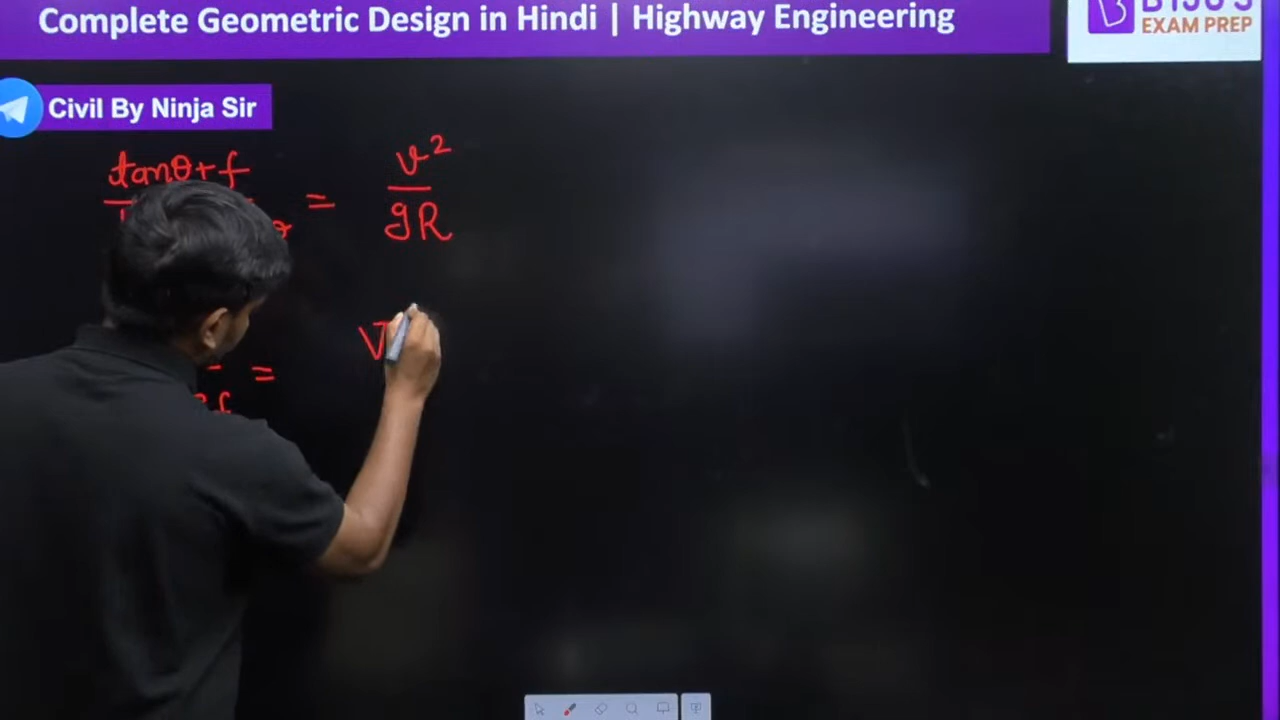 Complete Geometric Design in Hindi | Highway Engineering
EXAM PREP
Civil By Ninja Sir
tanθ+f
= v²
gR
V
=